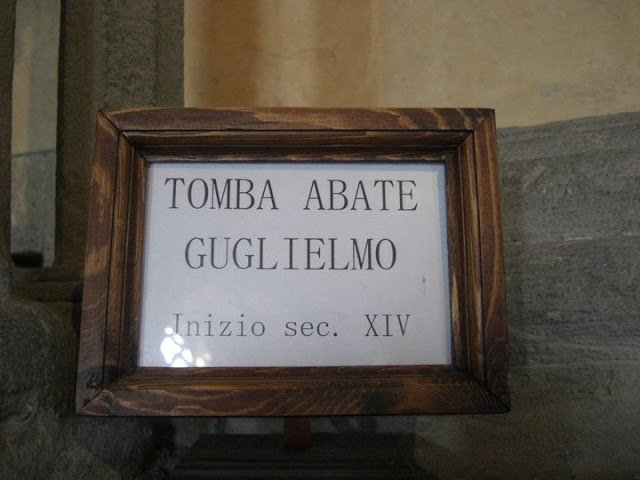 TOMBA ABATE
GUGLIELMO
Inizio sec. XIV